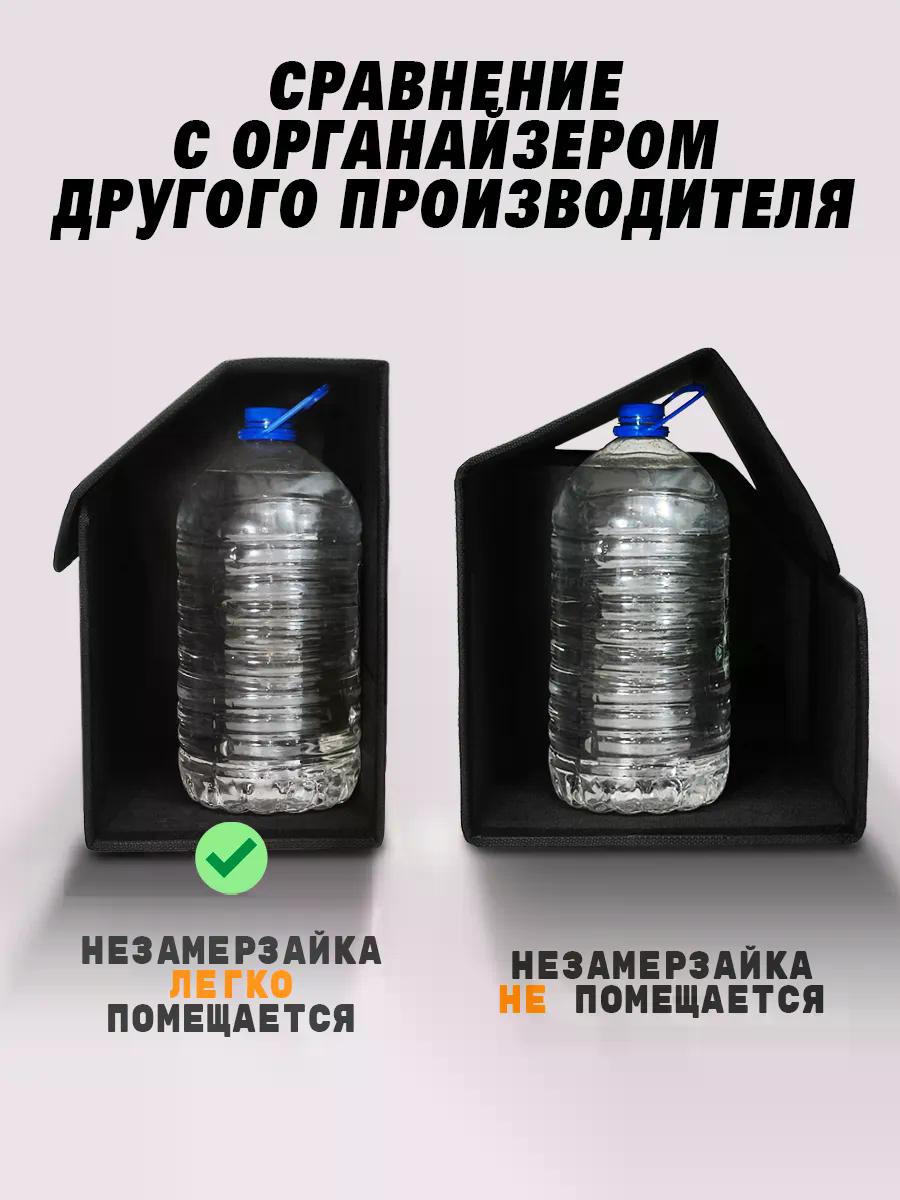 СРАВНЕНИЕ
С ОРГАНАЙЗЕРОМ
ДРУГОГО ПРОИЗВОДИТЕЛЯ
НЕЗАМЕРЗАЙКА
ЛЕГКО
ПОМЕЩАЕТСЯ
НЕЗАМЕРЗАЙКА
НЕ ПОМЕЩАЕТСЯ